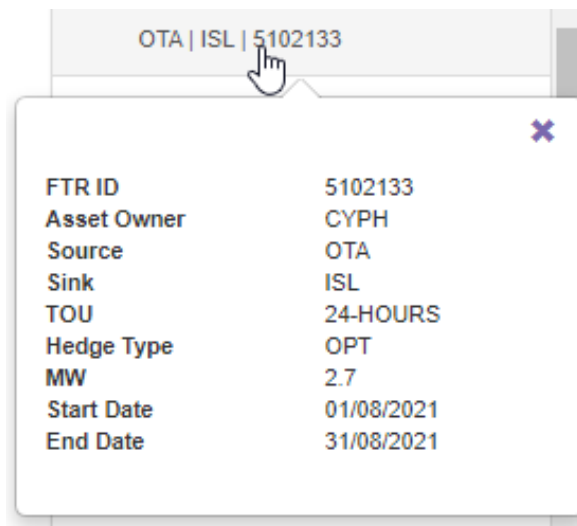 OTA | ISL | 5102133
FTR ID 5102133
Asset Owner CYPH
Source OTA
Sink ISL
TOU 24-HOURS
Hedge Type OPT
MW 2.7
Start Date 01/08/2021
End Date 31/08/2021